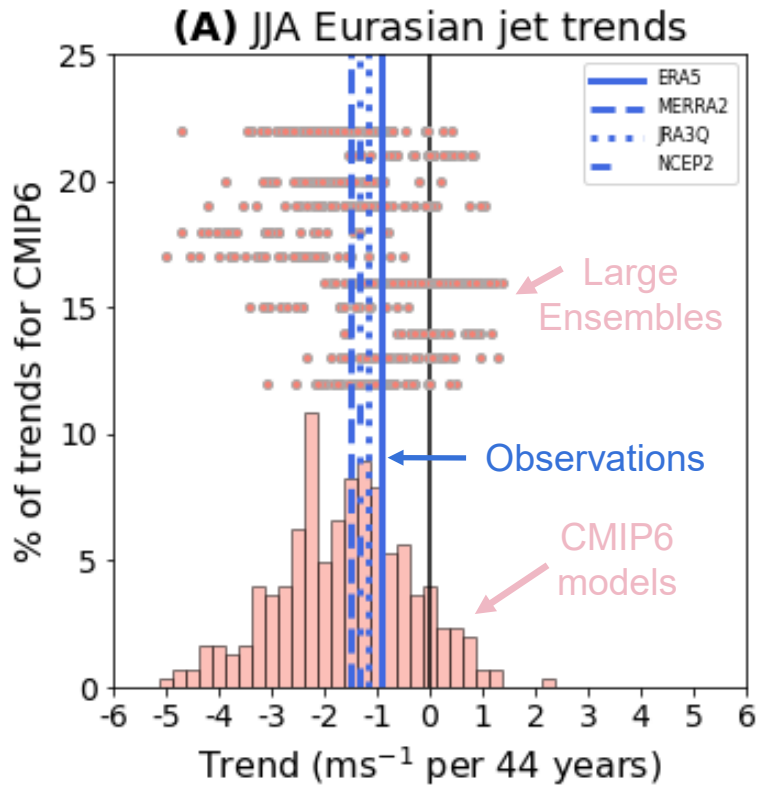 (A) JJA Eurasian jet trends
25
20
15
10
5
0
% of trends for CMIP6
ERA5
MERRA2
JRA3Q
NCEP2
Large
Ensembles
Observations
CMIP6
models
-6 -5 -4 -3 -2 -1 0 1 2 3 4 5 6
Trend (ms⁻¹ per 44 years)